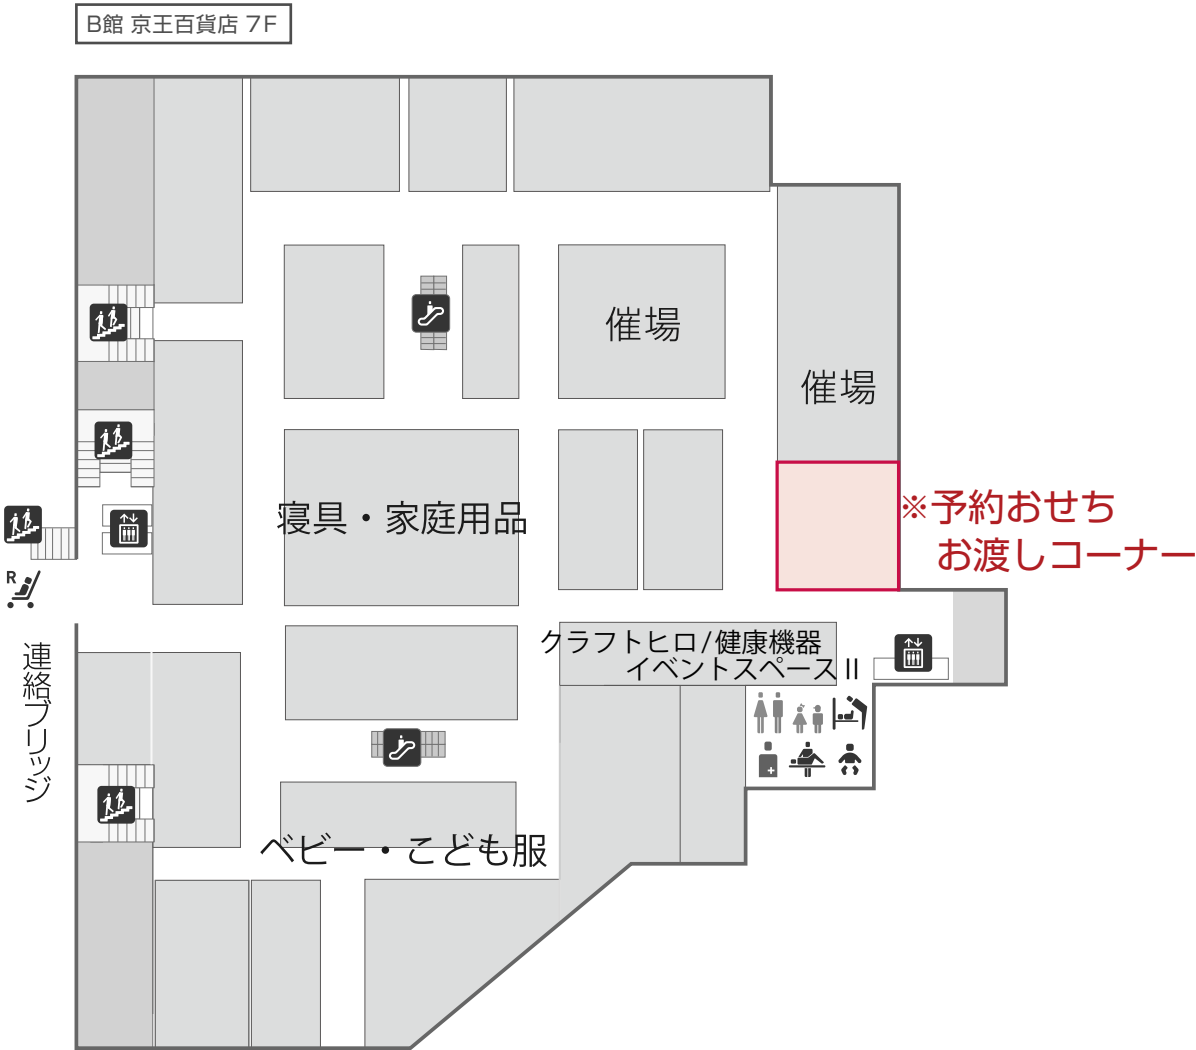 B館 京王百貨店 7F
催場
催場
寝具・家庭用品
※予約おせち
お渡しコーナー
R
クラフトヒロ/健康機器
イベントスペースⅡ
連絡ブリッジ
ベビー・こども服